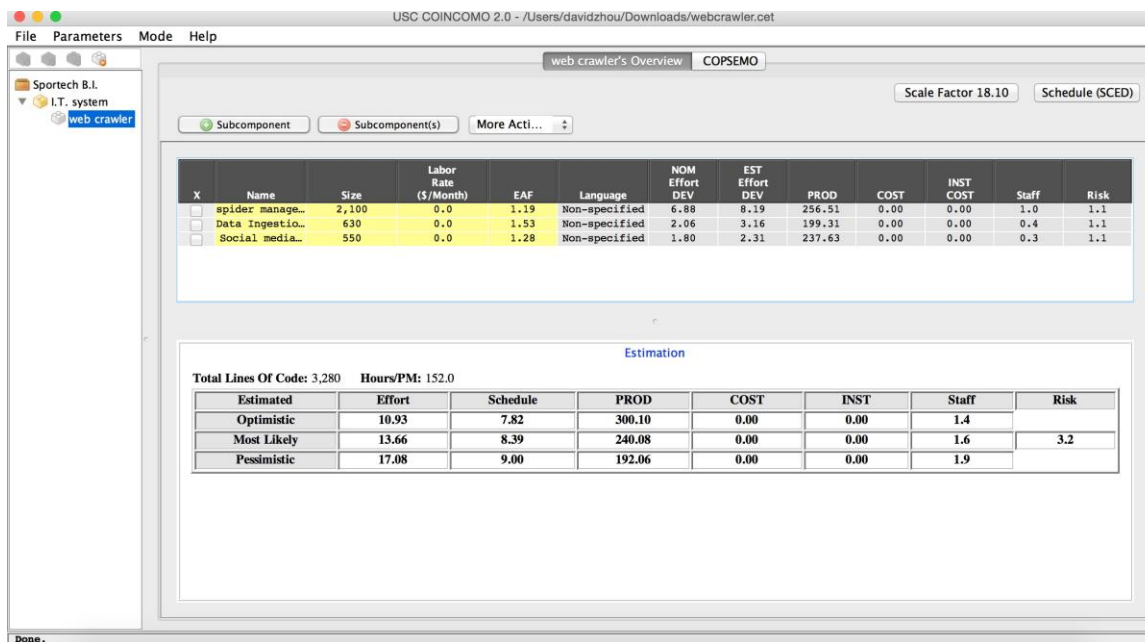 USC COINCOMO 2.0 - /Users/davidzhou/Downloads/webcrawler.cet
File Parameters Mode Help
web crawler's Overview COPSEMO
Sportech B.I.
I.T. system
web crawler
Scale Factor 18.10 Schedule (SCED)
Subcomponent Subcomponent(s) More Acti...
X Name Size Labor Rate ($/Month) EAF Language NOM Effort DEV EST Effort DEV PROD COST INST COST Staff Risk
spider manage... 2,100 0.0 1.19 Non-specified 6.88 8.19 256.51 0.00 0.00 1.0 1.1
Data Ingestio... 630 0.0 1.53 Non-specified 2.06 3.16 199.31 0.00 0.00 0.4 1.1
Social media... 550 0.0 1.28 Non-specified 1.80 2.31 237.63 0.00 0.00 0.3 1.1
Estimation
Total Lines Of Code: 3,280 Hours/PM: 152.0
Estimated Effort Schedule PROD COST INST Staff Risk
Optimistic 10.93 7.82 300.10 0.00 0.00 1.4
Most Likely 13.66 8.39 240.08 0.00 0.00 1.6 3.2
Pessimistic 17.08 9.00 192.06 0.00 0.00 1.9
Done.